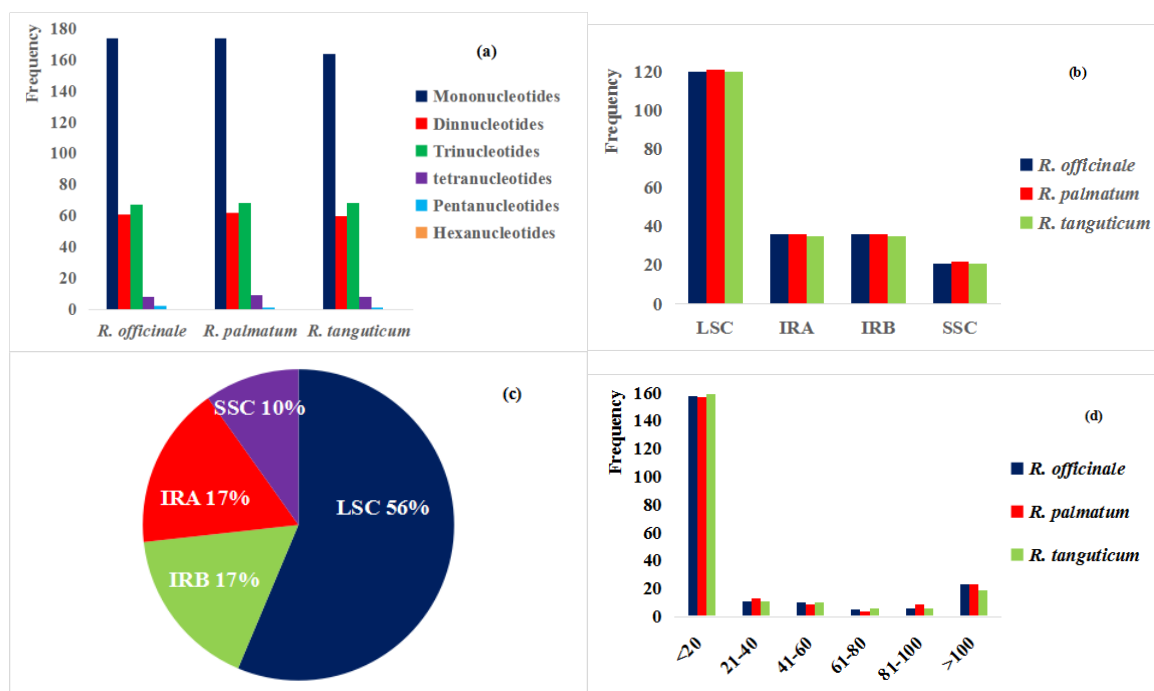 (a)
Frequency
180
160
140
120
100
80
60
40
20
0
R. officinale R. palmatum R. tanguticum
Mononucleotides
Dinnucleotides
Trinucleotides
tetranucleotides
Pentanucleotides
Hexanucleotides
(b)
Frequency
120
100
80
60
40
20
0
LSC IRA IRB SSC
R. officinale
R. palmatum
R. tanguticum
(c)
SSC 10%
IRA 17%
LSC 56%
IRB 17%
(d)
Frequency
160
140
120
100
80
60
40
20
0
<20 21-40 41-60 61-80 81-100 >100
R. officinale
R. palmatum
R. tanguticum